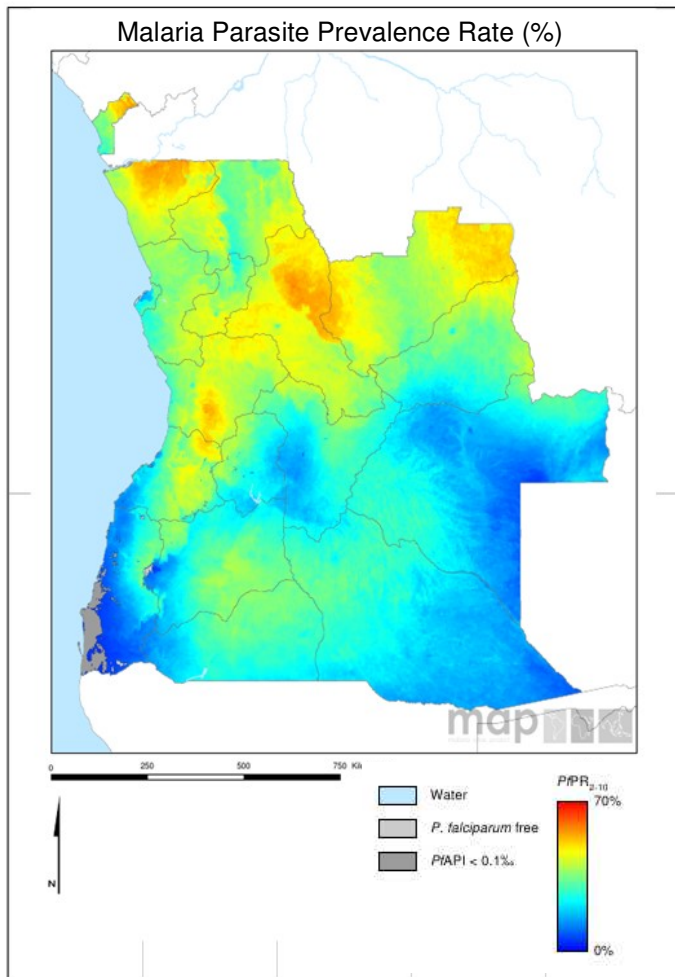 Malaria Parasite Prevalence Rate (%)
map
0 250 500 750 Km
Water
P. falciparum free
PfAPI < 0.1‰
N
PfPR2-10
70%
0%